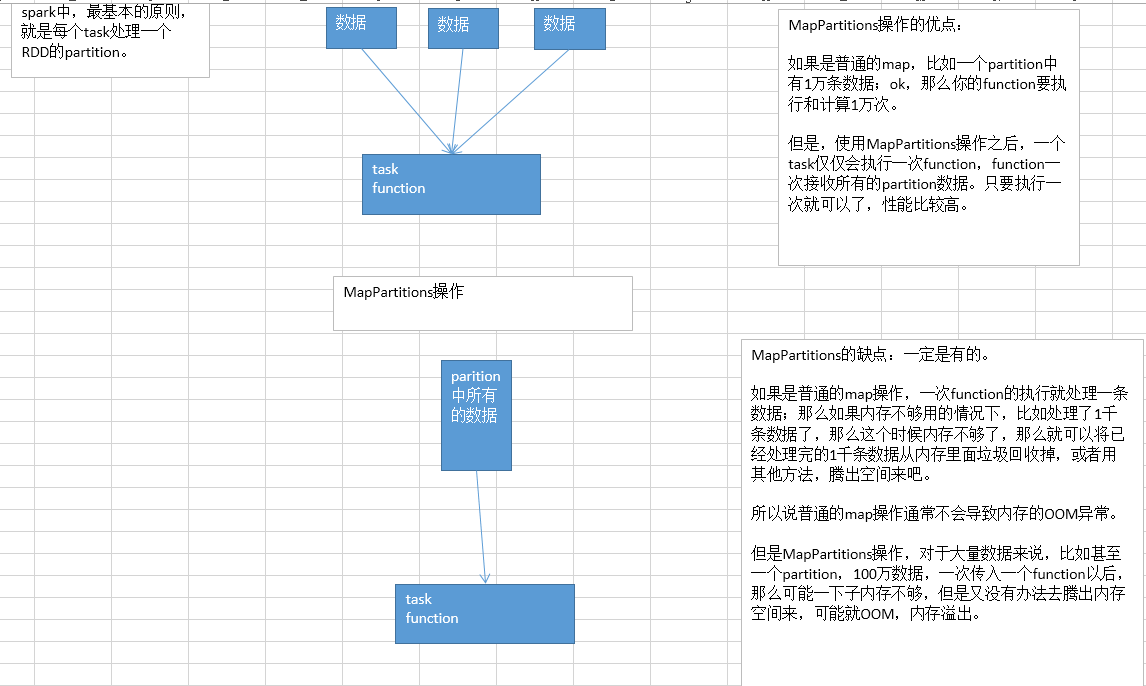 spark中，最基本的原则，
就是每个task处理一个
RDD的partition。
数据
数据
数据
task
function
MapPartitions操作的优点：
如果是普通的map，比如一个partition中
有1万条数据；ok，那么你的function要执
行和计算1万次。
但是，使用MapPartitions操作之后，一个
task仅仅会执行一次function，function一
次接收所有的partition数据。只要执行一
次就可以了，性能比较高。
MapPartitions操作
parition
中所有
的数据
task
function
MapPartitions的缺点：一定是有的。
如果是普通的map操作，一次function的执行就处理一条
数据；那么如果内存不够用的情况下，比如处理了1千
条数据了，那么这个时候内存不够了，那么就可以将已
经处理完的1千条数据从内存里面垃圾回收掉，或者用
其他方法，腾出空间来吧。
所以说普通的map操作通常不会导致内存的OOM异常。
但是MapPartitions操作，对于大量数据来说，比如甚至
一个partition，100万数据，一次传入一个function以后，
那么可能一下子内存不够，但是又没有办法去腾出内存
空间来，可能就OOM，内存溢出。